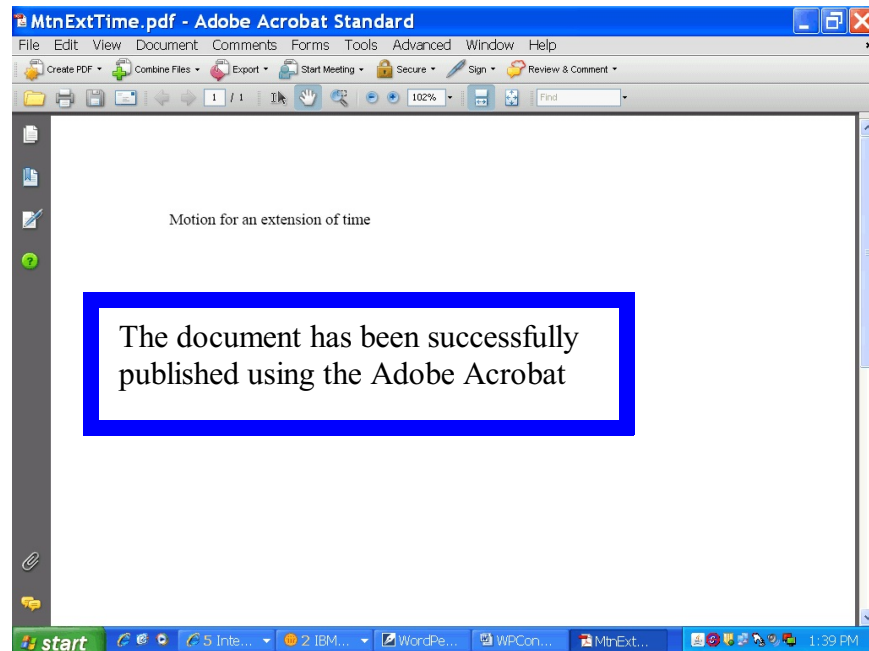 MtnExtTime.pdf - Adobe Acrobat Standard
File Edit View Document Comments Forms Tools Advanced Window Help
Create PDF Combine Files Export Start Meeting Secure Sign Review & Comment
1 / 1 102% Find
Motion for an extension of time
The document has been successfully
published using the Adobe Acrobat
start 5 Inte... 2 IBM... WordPe... WPCon... MtnExt... 1:39 PM